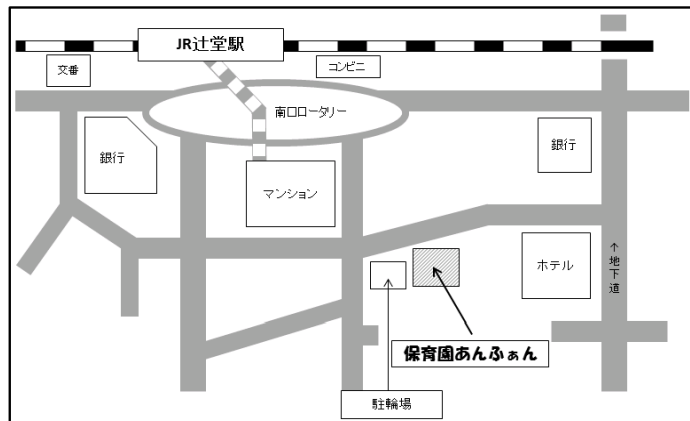 JR辻堂駅
交番
コンビニ
南口ロータリー
銀行
銀行
マンション
ホテル
↑地下道
保育園あんふぁん
駐輪場